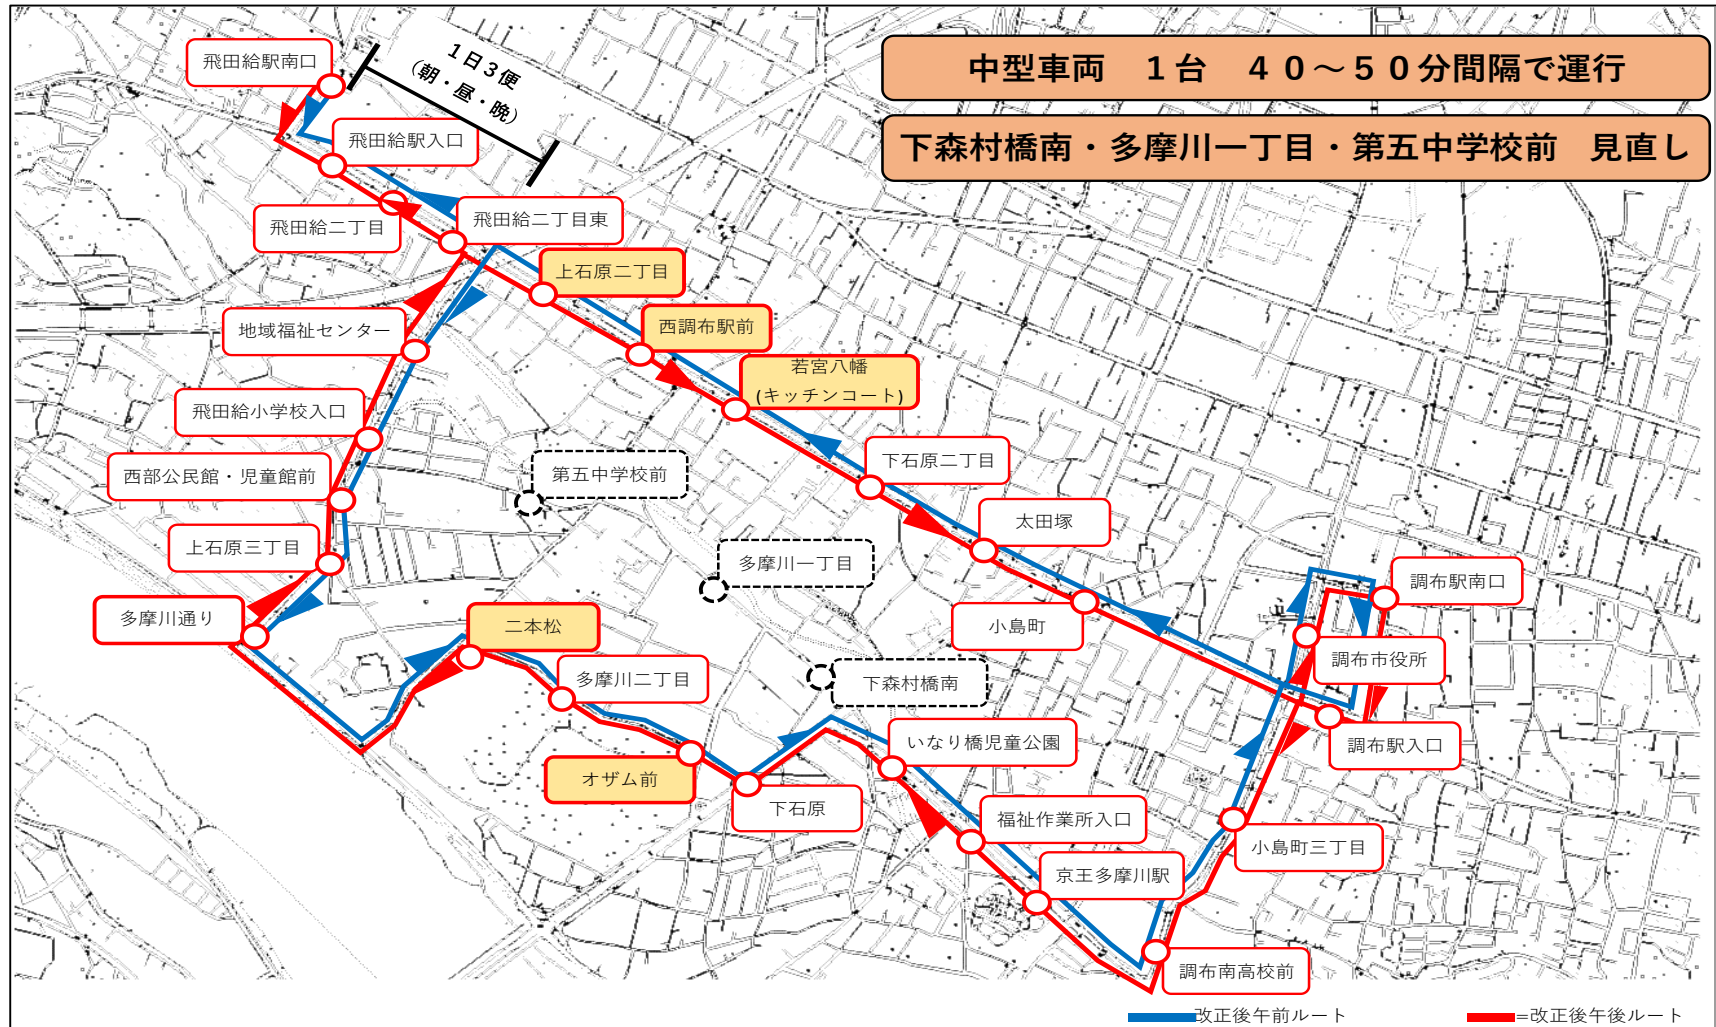 中型車両　１台　４０～５０分間隔で運行
下森村橋南・多摩川一丁目・第五中学校前　見直し
１日３便
（朝・昼・晩）
飛田給駅南口
飛田給駅入口
飛田給二丁目
飛田給二丁目東
上石原二丁目
西調布駅前
若宮八幡
(キッチンコート)
地域福祉センター
飛田給小学校入口
西部公民館・児童館前
上石原三丁目
多摩川通り
第五中学校前
多摩川一丁目
下森村橋南
下石原二丁目
太田塚
小島町
調布駅南口
調布市役所
調布駅入口
二本松
多摩川二丁目
オザム前
下石原
いなり橋児童公園
福祉作業所入口
京王多摩川駅
小島町三丁目
調布南高校前
改正後午前ルート
=改正後午後ルート